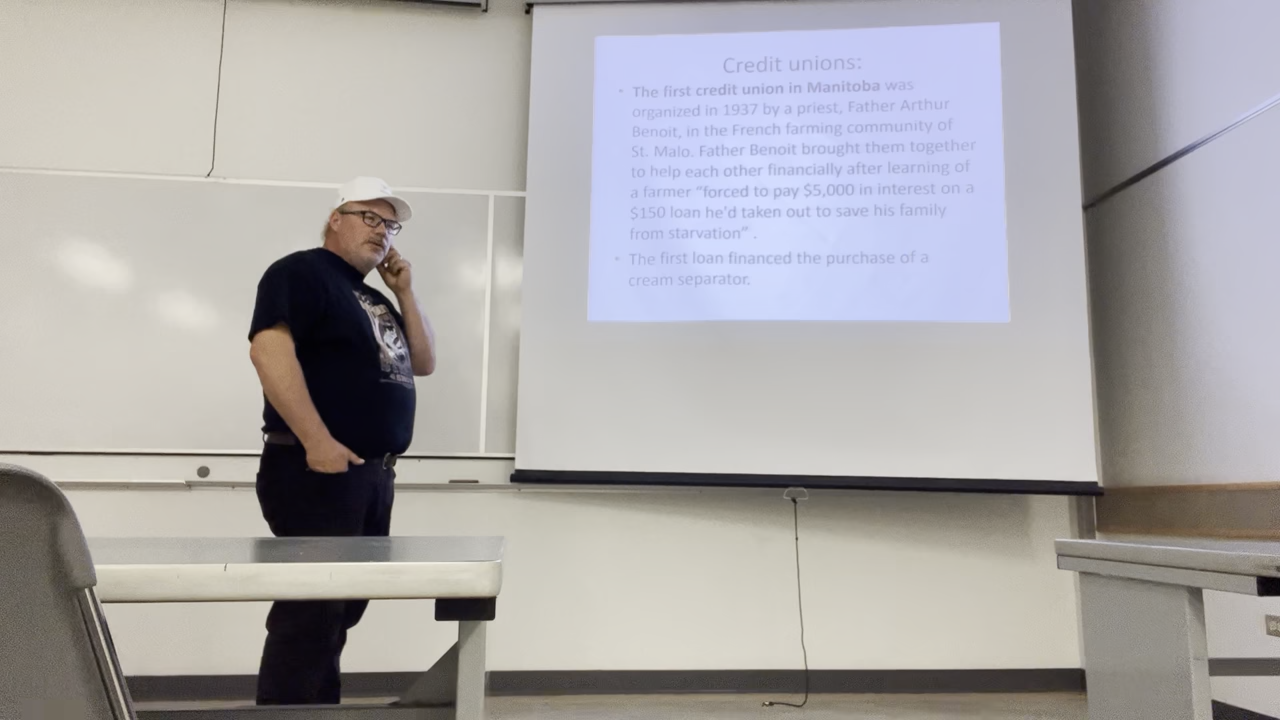 Credit unions:
• The first credit union in Manitoba was
organized in 1937 by a priest, Father Arthur
Benoit, in the French farming community of
St. Malo. Father Benoit brought them together
to help each other financially after learning of
a farmer “forced to pay $5,000 in interest on a
$150 loan he’d taken out to save his family
from starvation” .
• The first loan financed the purchase of a
cream separator.